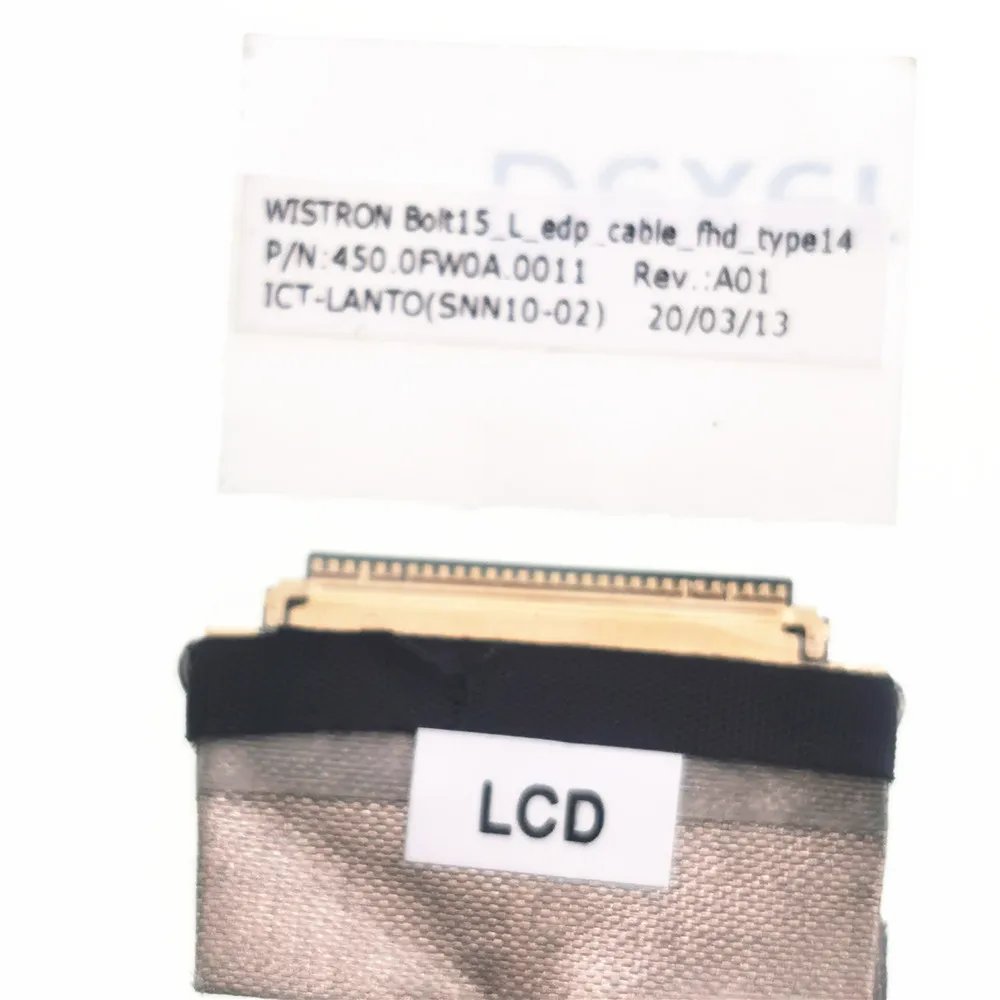 WISTRON Bolt15_L_edp_cable_fhd_type14
P/N:450.0FW0A.0011 Rev.:A01
ICT-LANTO(SNN10-02) 20/03/13
LCD